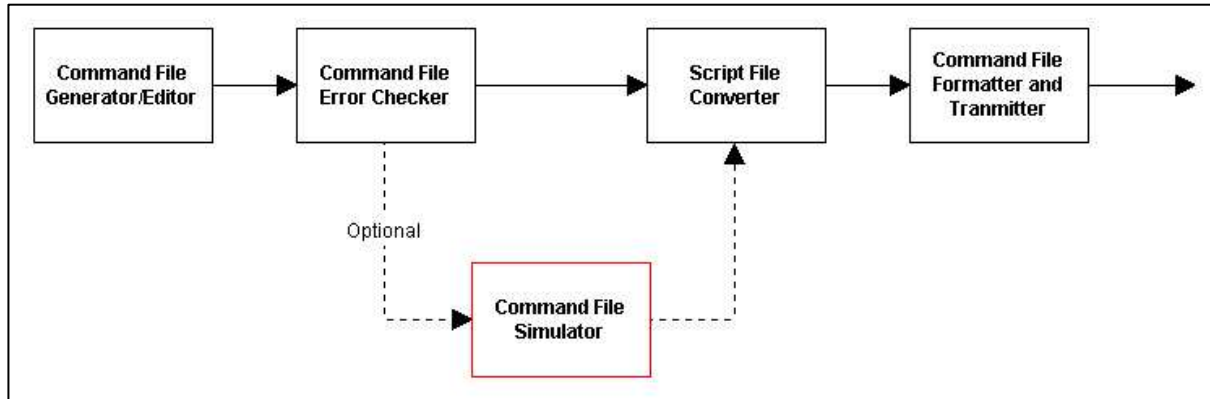 Command File
Generator/Editor
Command File
Error Checker
Script File
Converter
Command File
Formatter and
Tranmitter
Optional
Command File
Simulator